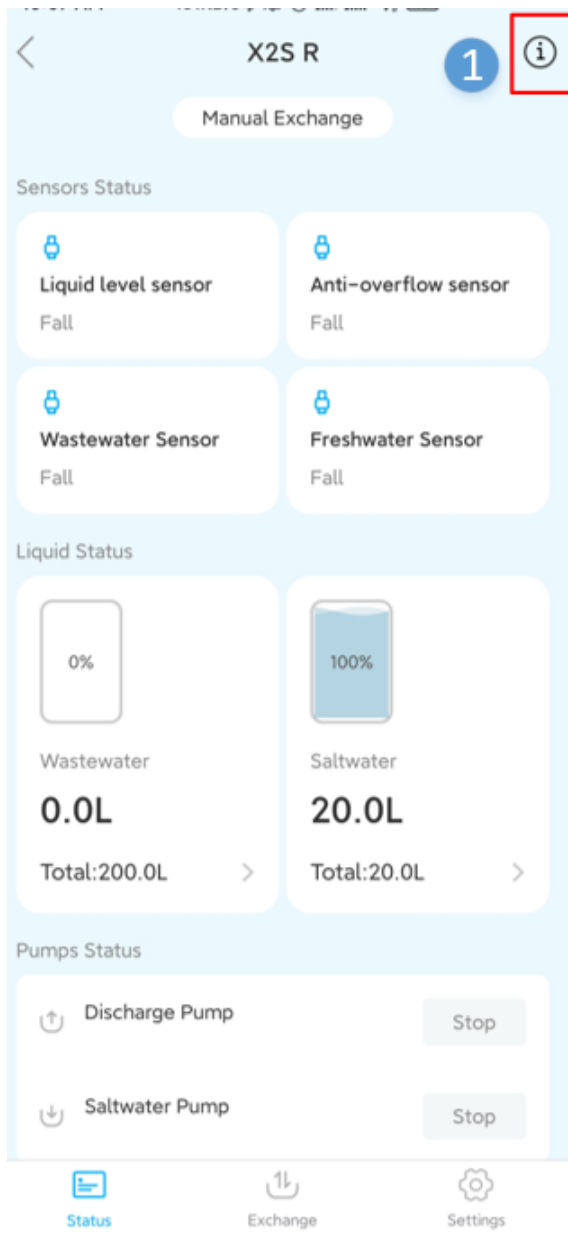 X2S R
1
i
Manual Exchange
Sensors Status
Liquid level sensor
Fall
Anti-overflow sensor
Fall
Wastewater Sensor
Fall
Freshwater Sensor
Fall
Liquid Status
0%
Wastewater
0.0L
Total:200.0L
100%
Saltwater
20.0L
Total:20.0L
Pumps Status
Discharge Pump
Stop
Saltwater Pump
Stop
Status
Exchange
Settings